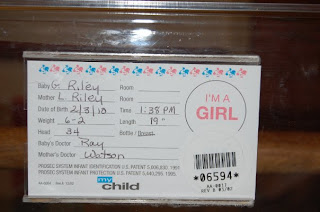 Baby G. Riley Room
Mother L. Riley Room
Date of Birth 2/3/10 Time 1:38 PM
Weight 6-2 Length 19"
Head 34 Bottle / Breast
Baby's Doctor Ray
Mother's Doctor Watson
I'M A
GIRL
my
child
*06594*